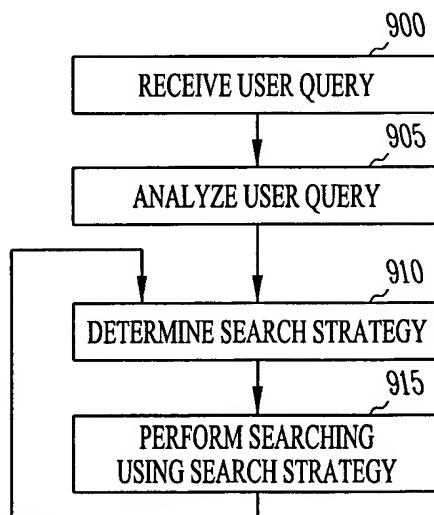 900
RECEIVE USER QUERY
905
ANALYZE USER QUERY
910
DETERMINE SEARCH STRATEGY
915
PERFORM SEARCHING
USING SEARCH STRATEGY